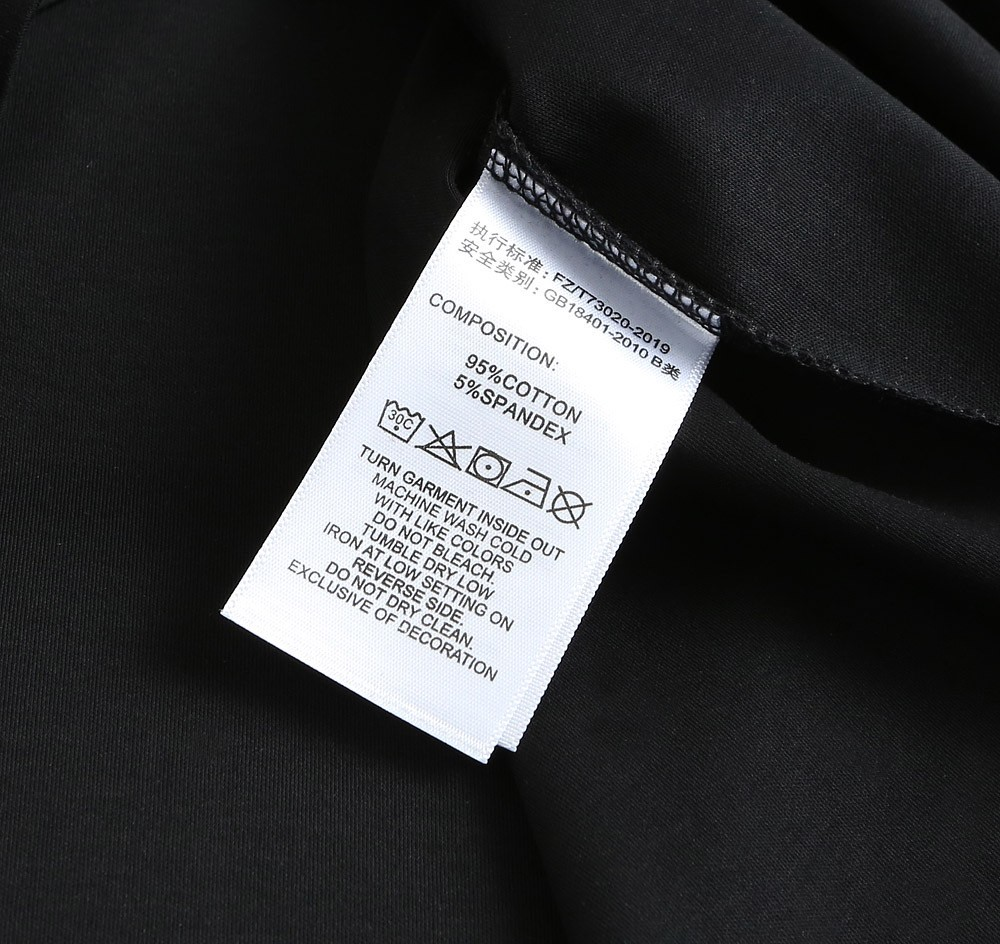 执行标准：FZ/T73020-2019
安全类别：GB18401-2010 B类
COMPOSITION:
95%COTTON
5%SPANDEX
30C
TURN GARMENT INSIDE OUT
MACHINE WASH COLD
WITH LIKE COLORS
DO NOT BLEACH.
TUMBLE DRY LOW
IRON AT LOW SETTING ON
REVERSE SIDE.
DO NOT DRY CLEAN.
EXCLUSIVE OF DECORATION